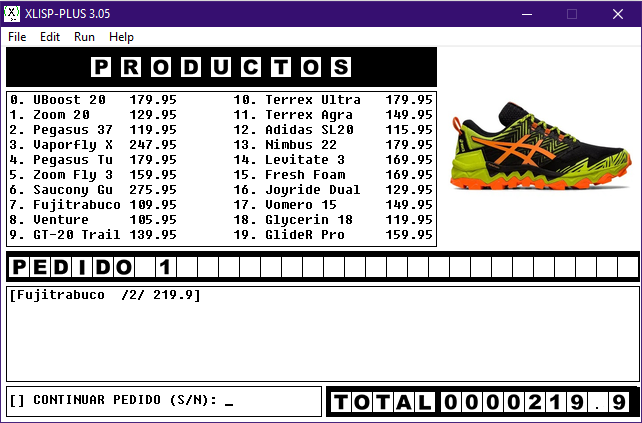 XLISP-PLUS 3.05
File Edit Run Help
PRODUCTOS
0. UBoost 20 179.95 10. Terrex Ultra 179.95
1. Zoom 20 129.95 11. Terrex Agra 149.95
2. Pegasus 37 119.95 12. Adidas SL20 115.95
3. Vaporfly X 247.95 13. Nimbus 22 179.95
4. Pegasus Tu 179.95 14. Levitate 3 169.95
5. Zoom Fly 3 159.95 15. Fresh Foam 169.95
6. Saucony Gu 275.95 16. Joyride Dual 129.95
7. Fujitrabuco 109.95 17. Vomero 15 149.95
8. Venture 105.95 18. Glycerin 18 119.95
9. GT-20 Trail 139.95 19. GlideR Pro 159.95
PEDIDO 1
[Fujitrabuco /2/ 219.9]
[] CONTINUAR PEDIDO (S/N): _
TOTAL 0000219.9